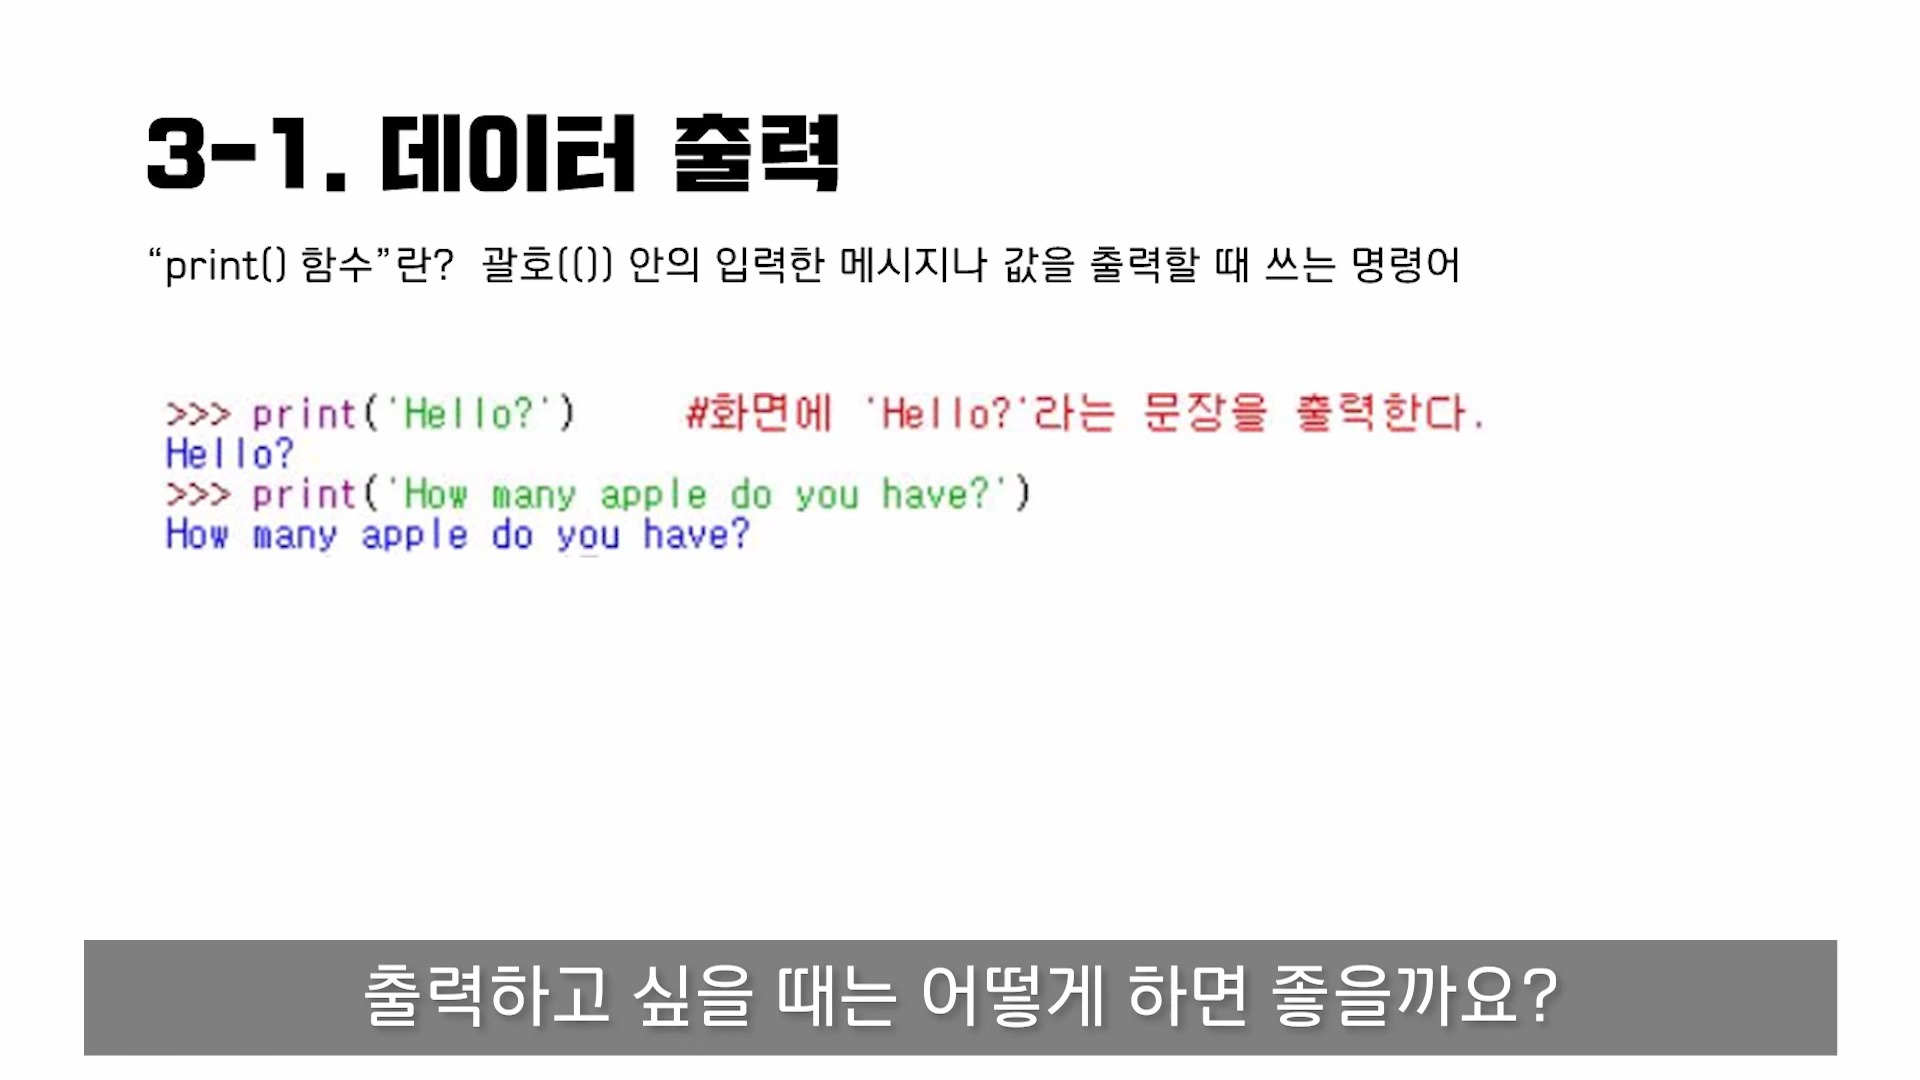 3-1. 데이터 출력
“print() 함수”란? 괄호(()) 안의 입력한 메시지나 값을 출력할 때 쓰는 명령어
>>> print('Hello?') #화면에 'Hello?'라는 문장을 출력한다.
Hello?
>>> print('How many apple do you have?')
How many apple do you have?
출력하고 싶을 때는 어떻게 하면 좋을까요?